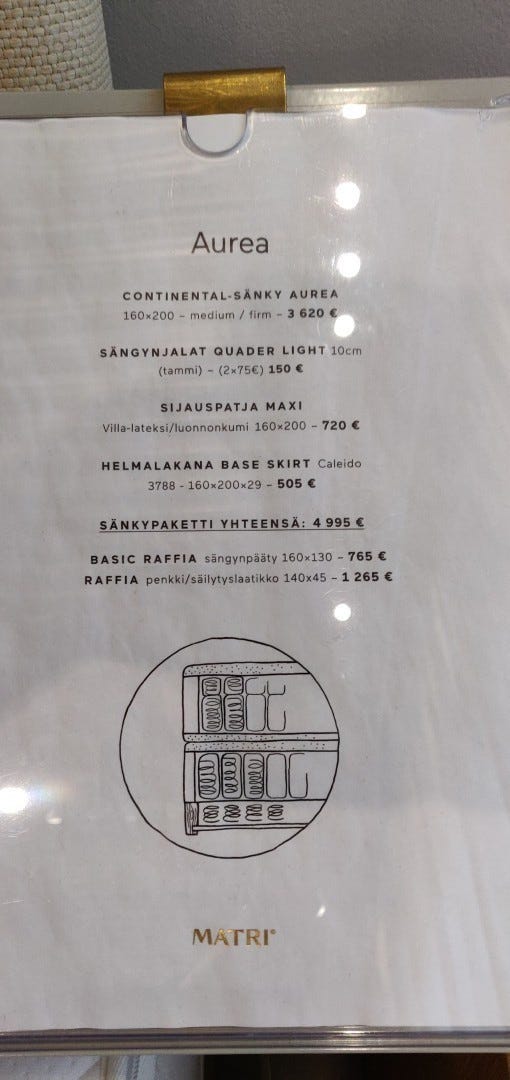 Aurea
CONTINENTAL-SÄNKY AUREA
160×200 – medium / firm – 3 620 €
SÄNGYNJALAT QUADER LIGHT 10cm
(tammi) – (2×75€) 150 €
SIJAUSPATJA MAXI
Villa-lateksi/luonnonkumi 160×200 – 720 €
HELMALAKANA BASE SKIRT Caleido
3788 - 160×200×29 – 505 €
SÄNKYPAKETTI YHTEENSÄ: 4 995 €
BASIC RAFFIA sängynpääty 160×130 – 765 €
RAFFIA penkki/säilytyslaatikko 140x45 – 1 265 €
MATRI®